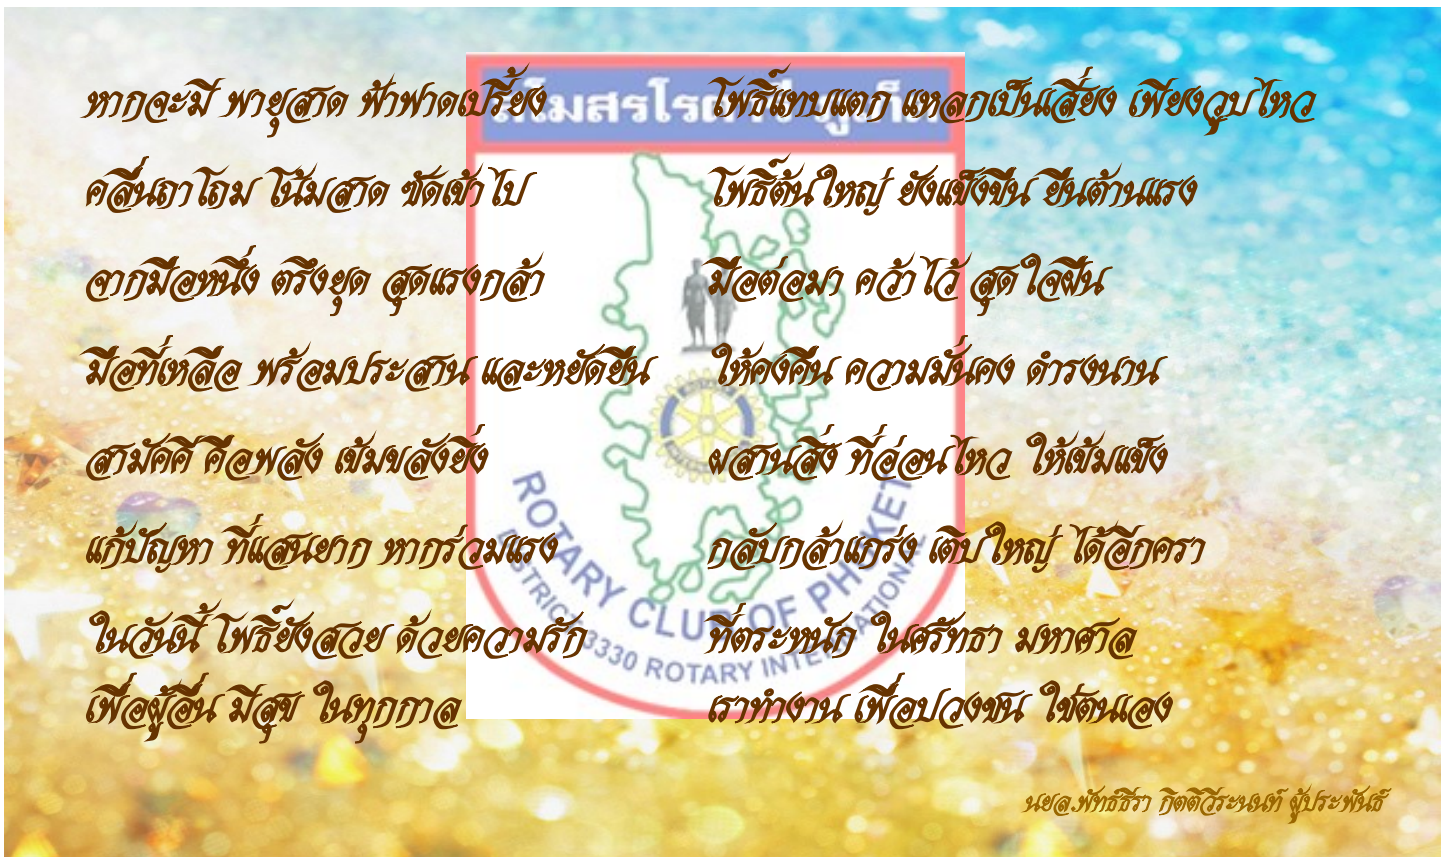 สโมสรโรตารีภูเก็ต
หากจะมี พายุสาด ฟ้าฟาดเปรี้ยง โพธิ์แทบแตก แหลกเป็นเสี่ยง เพียงวูบไหว
คลื่นถาโถม โน้มสาด ซัดเข้าไป โพธิ์ต้นใหญ่ ยังแข็งขืน ยืนต้านแรง
จากมือหนึ่ง ตรึงยุด สุดแรงกล้า มือต่อมา คว้าไว้ สุดใจฝืน
มือที่เหลือ พร้อมประสาน และหยัดยืน ให้คงคืน ความมั่นคง ดำรงนาน
สามัคคี คือพลัง เข้มขลังยิ่ง ผสานสิ่ง ที่อ่อนไหว ให้เข้มแข็ง
แก้ปัญหา ที่แสนยาก หากร่วมแรง กลับกล้าแกร่ง เติบใหญ่ ได้อีกครา
ในวันนี้ โพธิ์ยังสวย ด้วยความรัก ที่ตระหนัก ในศรัทธา มหาศาล
เพื่อผู้อื่น มีสุข ในทุกกาล เราทำงาน เพื่อปวงชน ใช่ตนเอง
ROTARY CLUB OF PHUKET
DISTRICT 3330 ROTARY INTERNATIONAL
นยล.พัทธ์ธีรา กิตติวีระนนท์ ผู้ประพันธ์